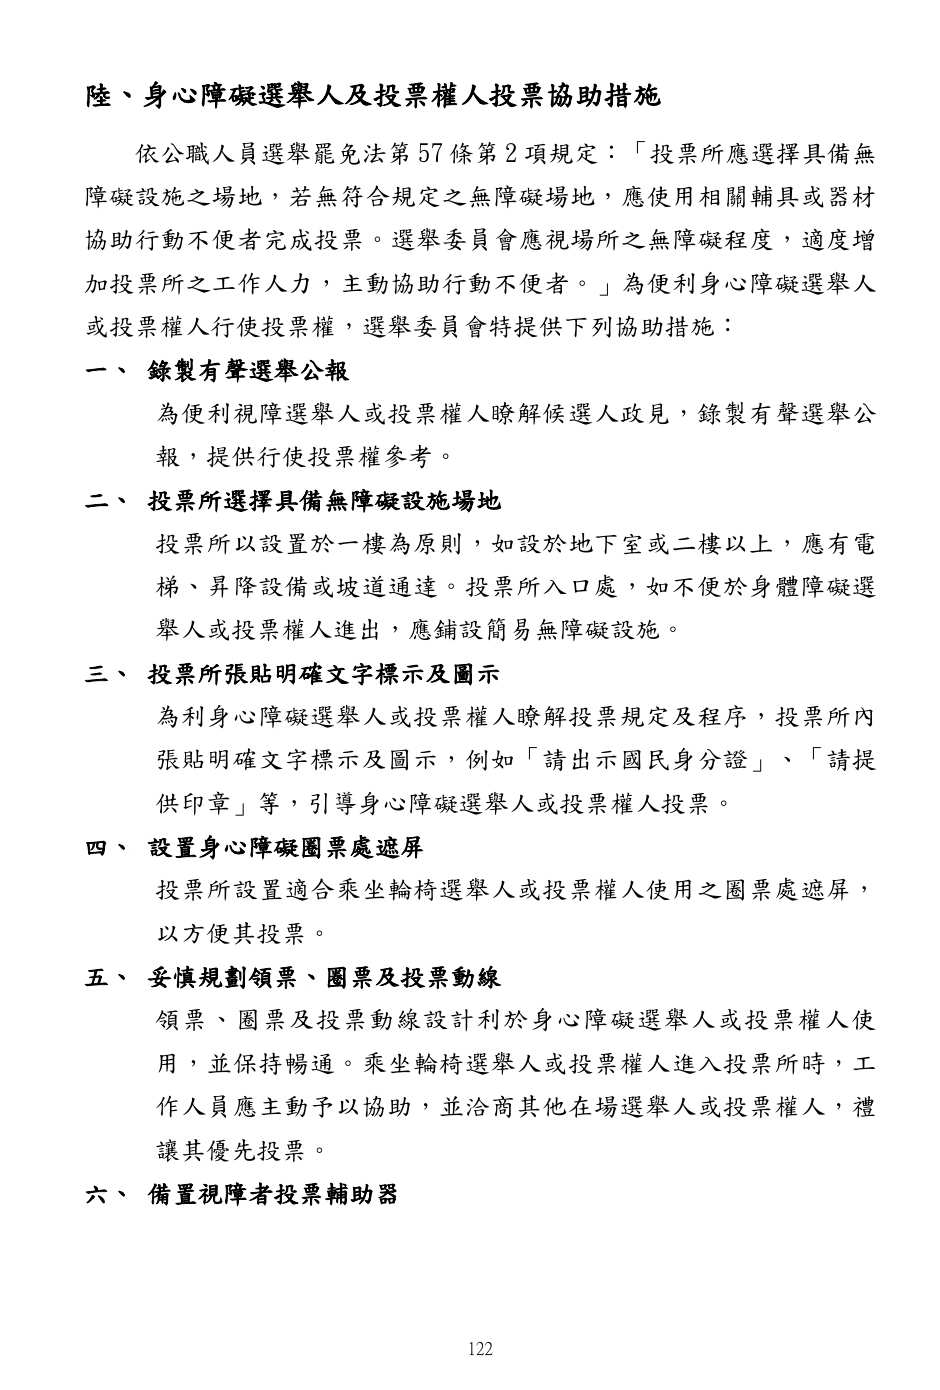 陸、身心障礙選舉人及投票權人投票協助措施
依公職人員選舉罷免法第 57 條第 2 項規定：「投票所應選擇具備無
障礙設施之場地，若無符合規定之無障礙場地，應使用相關輔具或器材
協助行動不便者完成投票。選舉委員會應視場所之無障礙程度，適度增
加投票所之工作人力，主動協助行動不便者。」為便利身心障礙選舉人
或投票權人行使投票權，選舉委員會特提供下列協助措施：
一、 錄製有聲選舉公報
為便利視障選舉人或投票權人瞭解候選人政見，錄製有聲選舉公
報，提供行使投票權參考。
二、 投票所選擇具備無障礙設施場地
投票所以設置於一樓為原則，如設於地下室或二樓以上，應有電
梯、昇降設備或坡道通達。投票所入口處，如不便於身體障礙選
舉人或投票權人進出，應鋪設簡易無障礙設施。
三、 投票所張貼明確文字標示及圖示
為利身心障礙選舉人或投票權人瞭解投票規定及程序，投票所內
張貼明確文字標示及圖示，例如「請出示國民身分證」、「請提
供印章」等，引導身心障礙選舉人或投票權人投票。
四、 設置身心障礙圈票處遮屏
投票所設置適合乘坐輪椅選舉人或投票權人使用之圈票處遮屏，
以方便其投票。
五、 妥慎規劃領票、圈票及投票動線
領票、圈票及投票動線設計利於身心障礙選舉人或投票權人使
用，並保持暢通。乘坐輪椅選舉人或投票權人進入投票所時，工
作人員應主動予以協助，並洽商其他在場選舉人或投票權人，禮
讓其優先投票。
六、 備置視障者投票輔助器
122